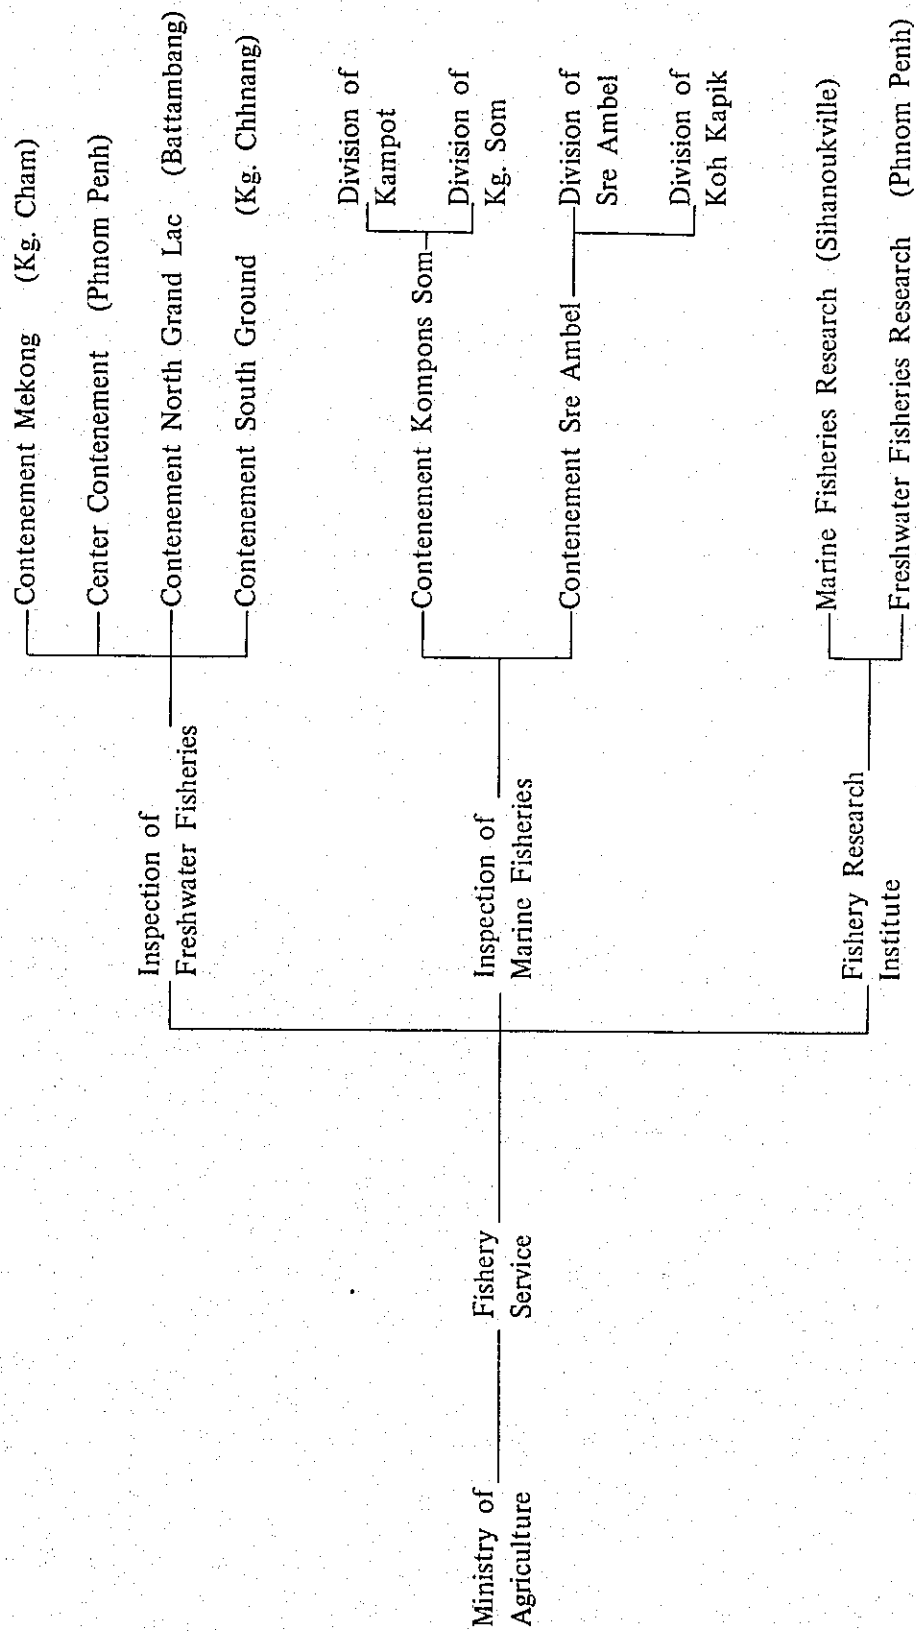 Ministry of
Agriculture
Fishery
Service
Inspection of
Freshwater Fisheries
Contenement Mekong (Kg. Cham)
Center Contenement (Phnom Penh)
Contenement North Grand Lac (Battambang)
Contenement South Ground (Kg. Chhnang)
Inspection of
Marine Fisheries
Contenement Kompons Som
Division of
Kampot
Division of
Kg. Som
Contenement Sre Ambel
Division of
Sre Ambel
Division of
Koh Kapik
Fishery Research
Institute
Marine Fisheries Research (Sihanoukville)
Freshwater Fisheries Research (Phnom Penh)